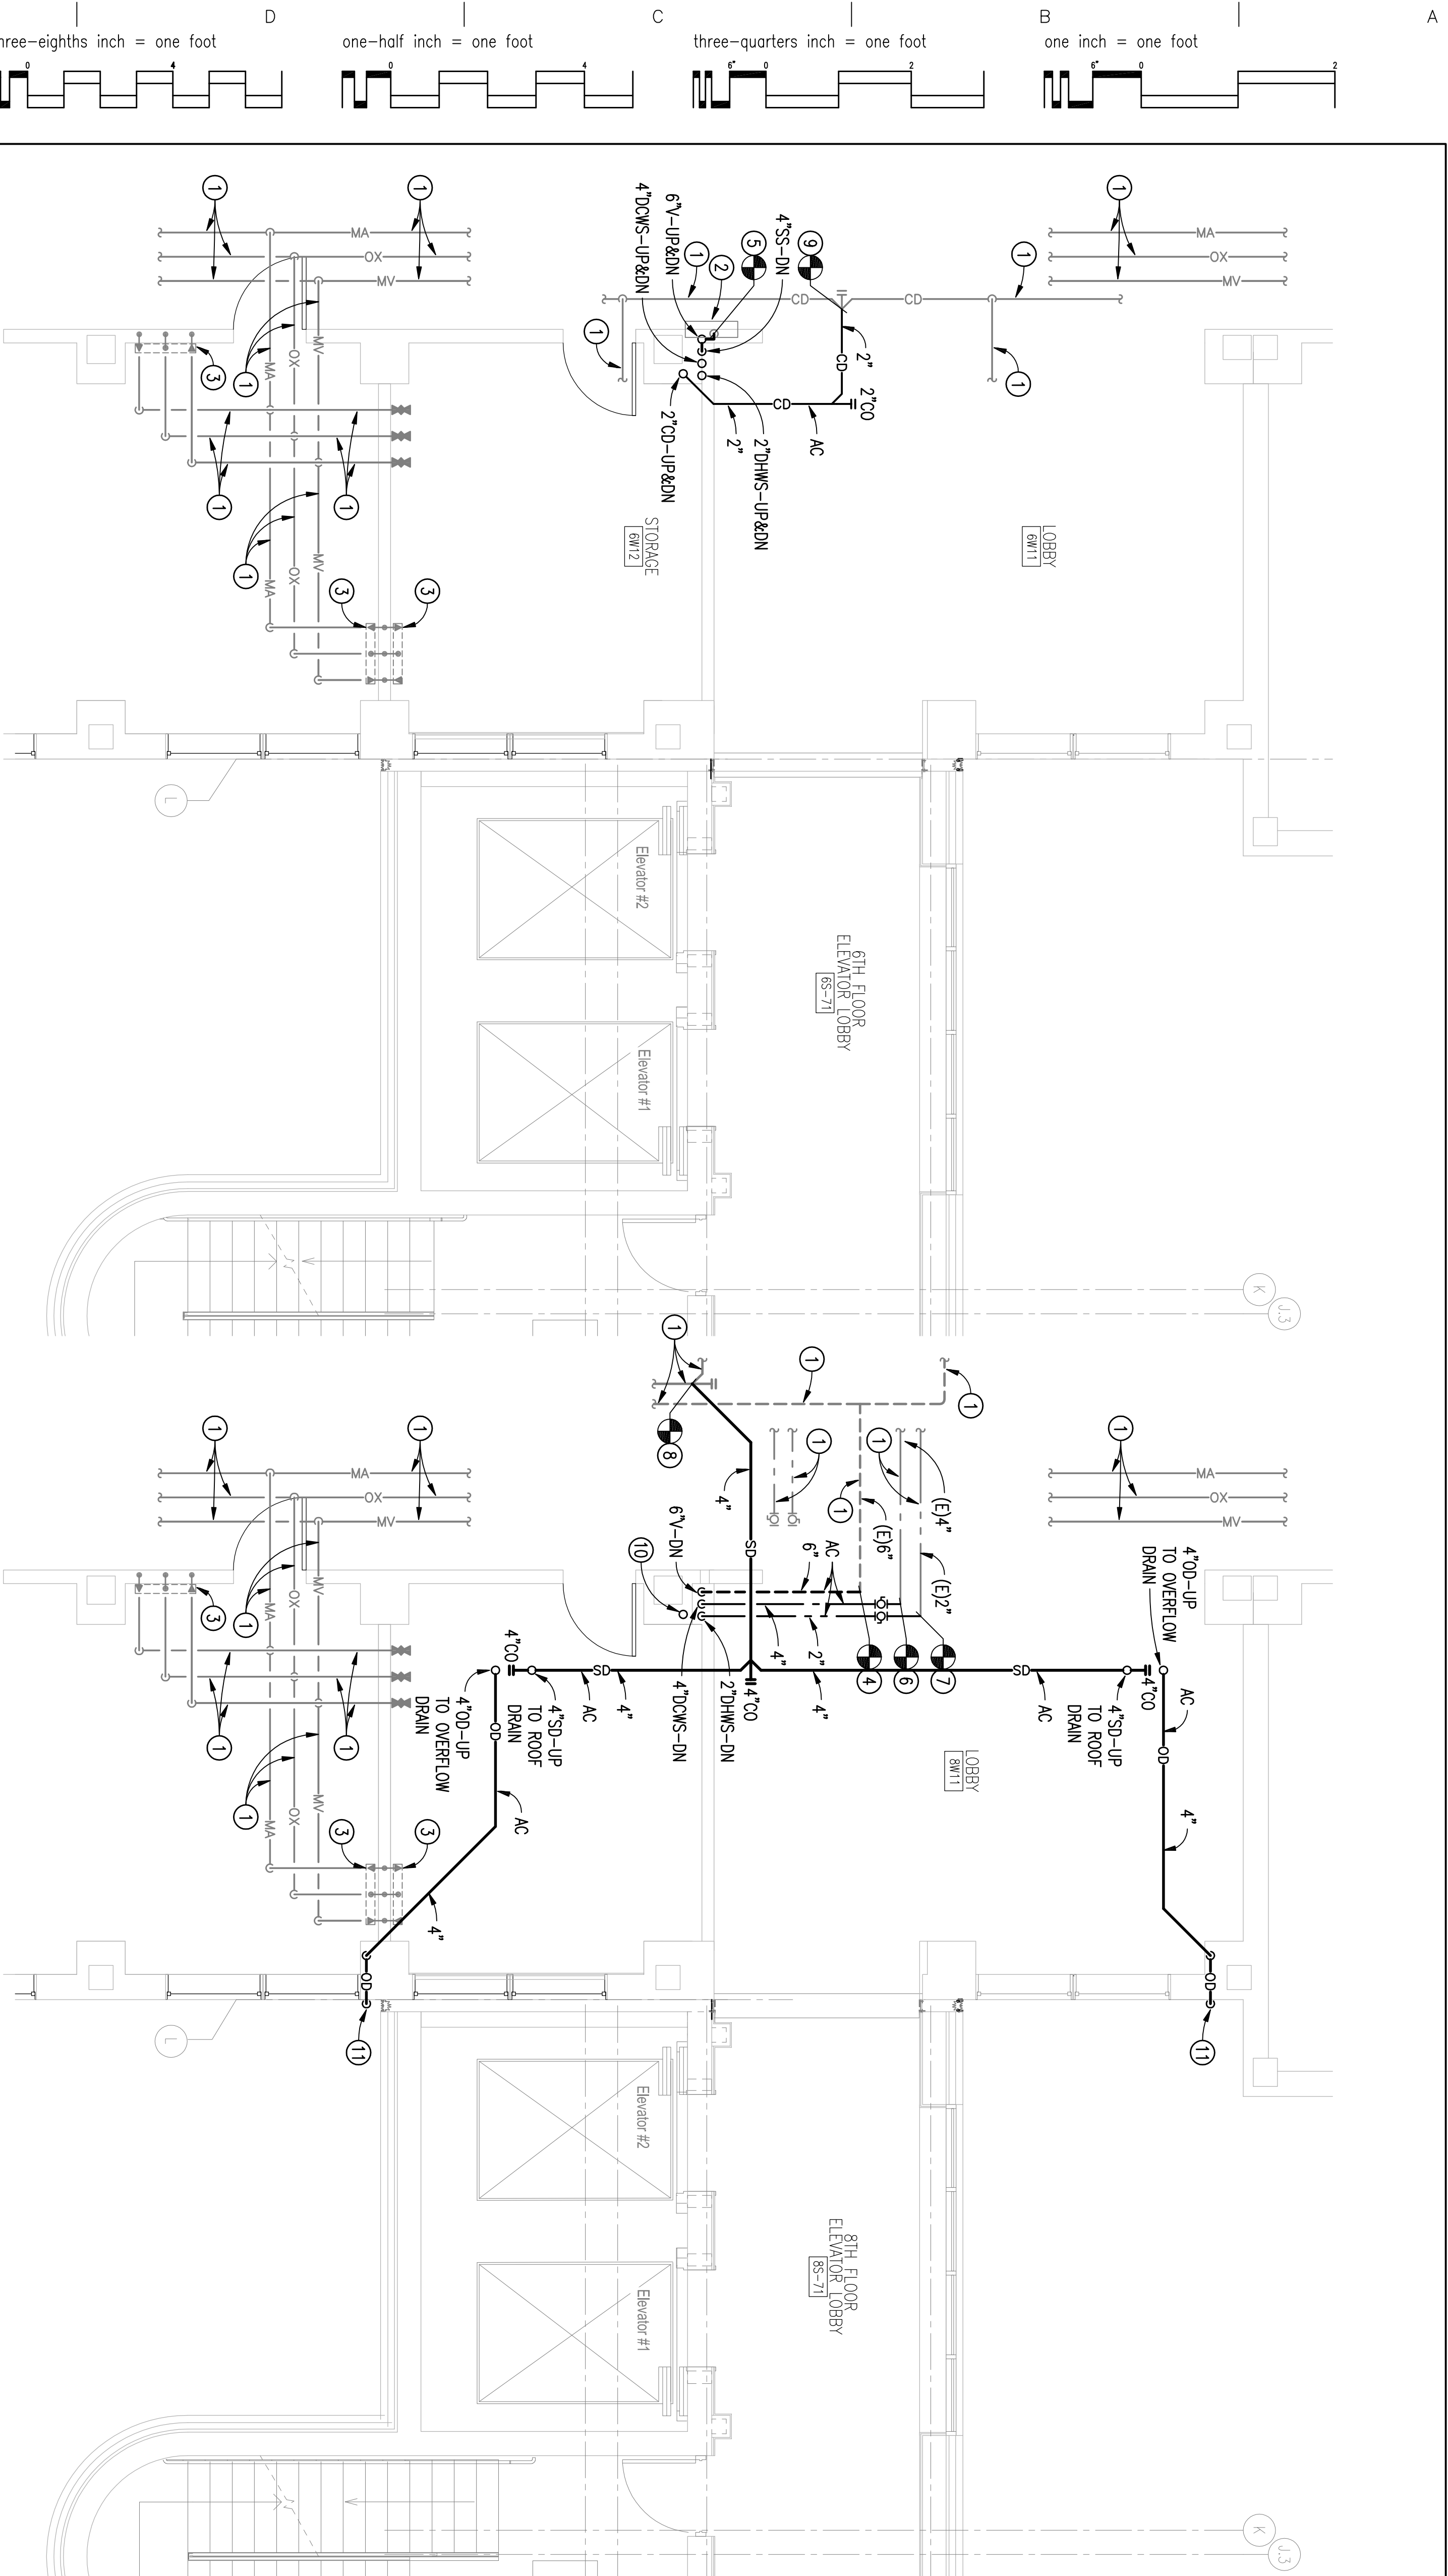 D
C
B
A
hree-eighths inch = one foot
one-half inch = one foot
three-quarters inch = one foot
one inch = one foot
0
4
0
4
6"
0
2
6"
0
2
1
1
1
MA
OX
MV
MA
OX
MV
4"DCWS-UP&DN
6"V-UP&DN
1
2
5
4"SS-DN
9
1
CD
CD
1
1
2"
CD
2"CO
CD
AC
2"
2"CD-UP&DN
2"DHWS-UP&DN
3
1
MA
OX
MV
1
1
1
MA
OX
MV
3
3
STORAGE
6W12
LOBBY
6W11
L
Elevator #2
Elevator #1
6TH FLOOR
ELEVATOR LOBBY
6S-71
K
J.3
1
1
1
8
1
1
1
(E)4"
(E)6"
(E)2"
4"
SD
6"V-DN
10
6"
AC
4"
2"
4
6
7
4"CO
2"DHWS-DN
4"DCWS-DN
4"
SD
AC
4"CO
4"SD-UP
TO ROOF
DRAIN
4"OD-UP
TO OVERFLOW
DRAIN
AC
OD
4"
OD
11
LOBBY
8W11
4"
SD
AC
4"SD-UP
TO ROOF
DRAIN
4"CO
4"OD-UP
TO OVERFLOW
DRAIN
OD
AC
4"
OD
11
1
1
1
MA
OX
MV
MA
OX
MV
3
1
MA
OX
MV
1
1
1
MA
OX
MV
3
3
L
Elevator #2
Elevator #1
8TH FLOOR
ELEVATOR LOBBY
8S-71
K
J.3